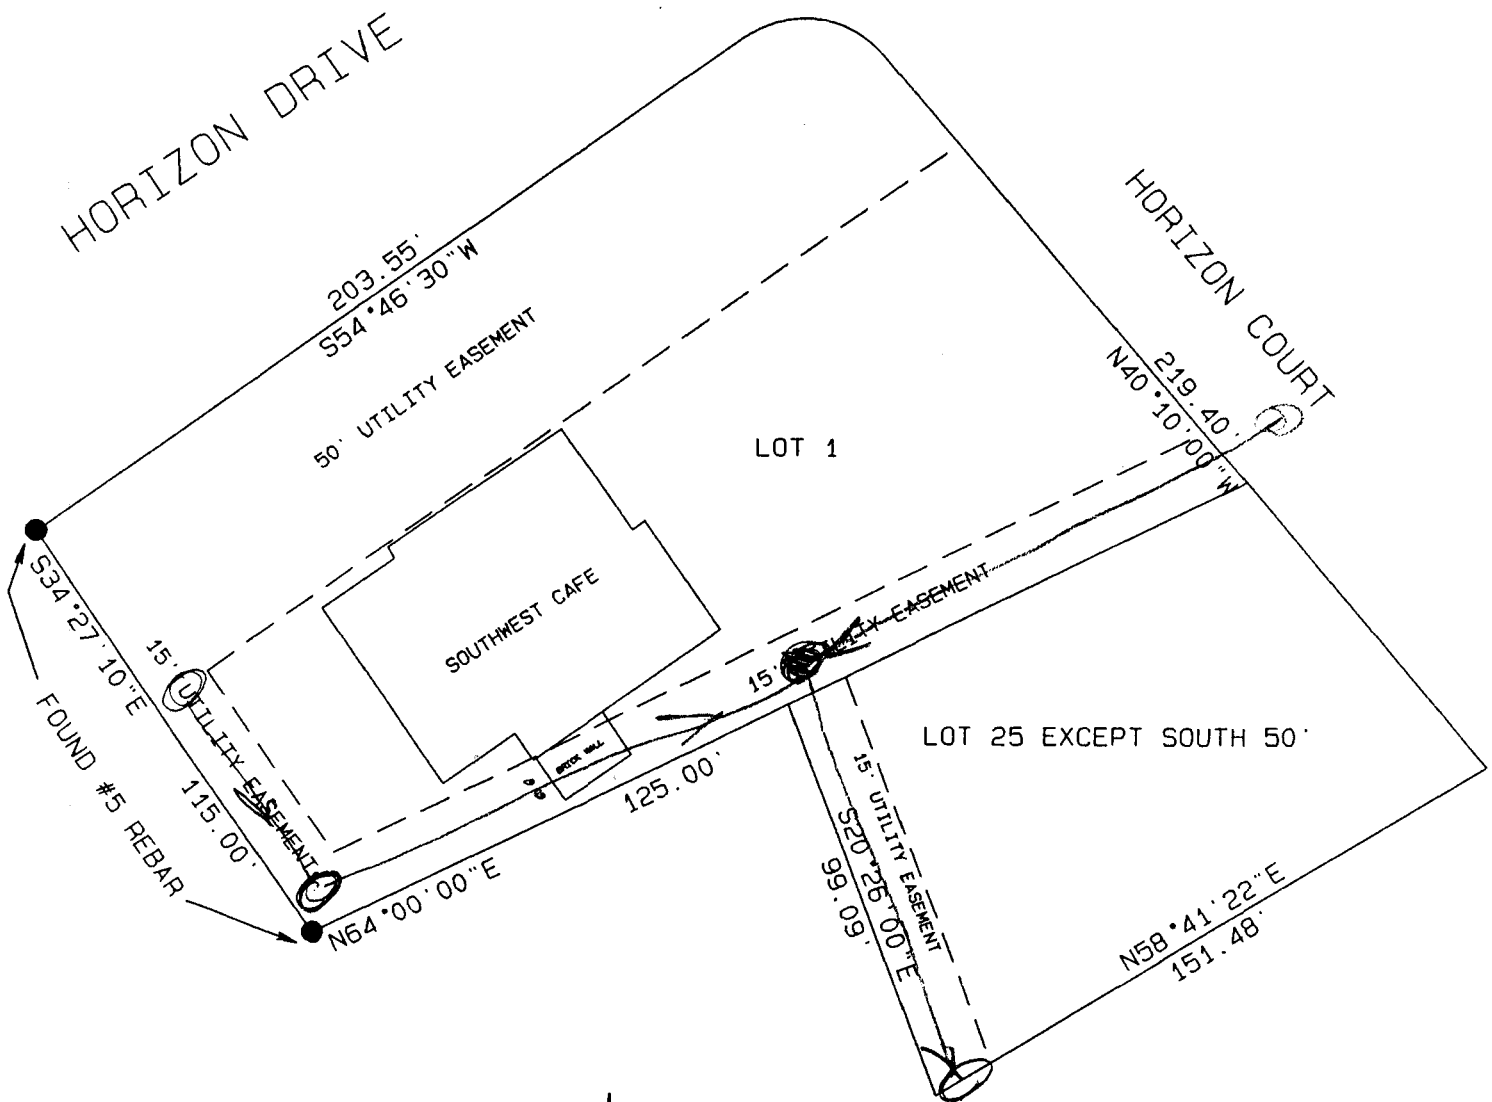 HORIZON DRIVE
203.55'
S54°46'30"W
50' UTILITY EASEMENT
HORIZON COURT
219.40'
N40°10'00"W
LOT 1
SOUTHWEST CAFE
S34°27'10"E
115.00'
15' UTILITY EASEMENT
FOUND #5 REBAR
BRICK WALL
15' UTILITY EASEMENT
125.00'
N64°00'00"E
LOT 25 EXCEPT SOUTH 50'
15' UTILITY EASEMENT
S20°26'00"E
99.09'
N58°41'22"E
151.48'